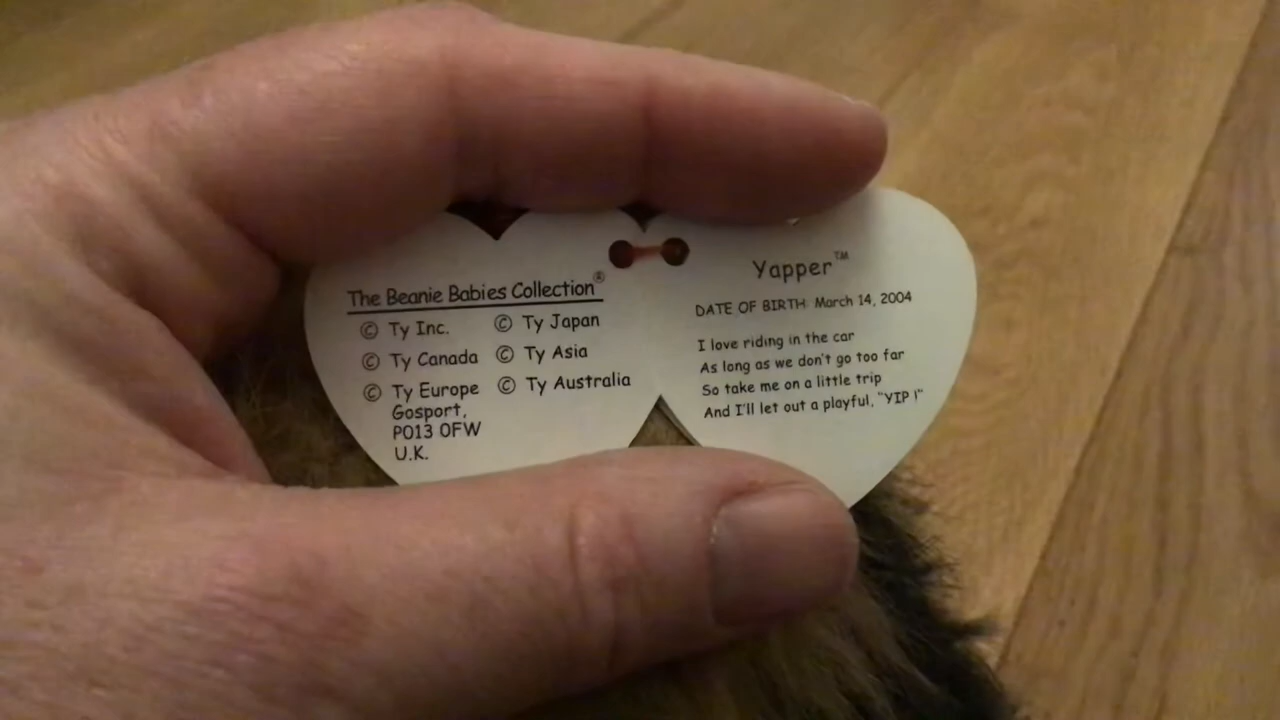 The Beanie Babies Collection®
© Ty Inc.
© Ty Canada
© Ty Europe
Gosport,
PO13 0FW
U.K.
© Ty Japan
© Ty Asia
© Ty Australia
Yapper™
DATE OF BIRTH: March 14, 2004
I love riding in the car
As long as we don't go too far
So take me on a little trip
And I'll let out a playful, "YIP !"